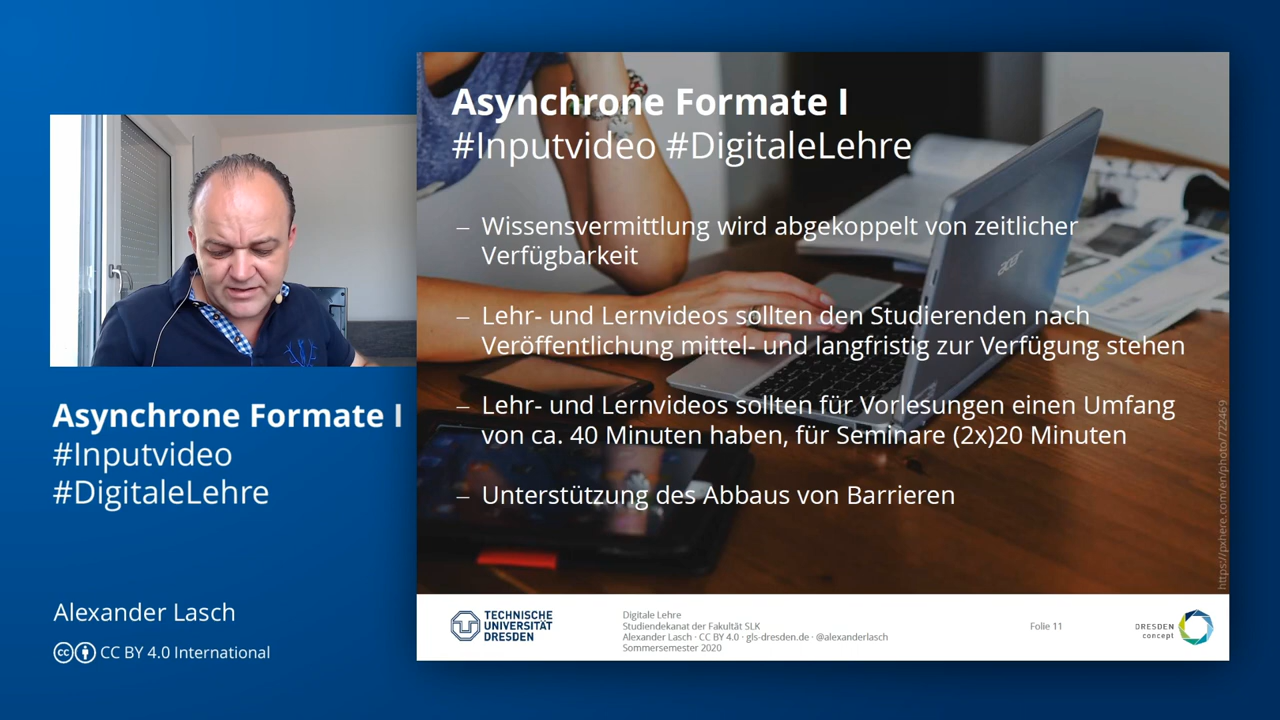 Asynchrone Formate I
#Inputvideo #DigitaleLehre
– Wissensvermittlung wird abgekoppelt von zeitlicher
Verfügbarkeit
– Lehr- und Lernvideos sollten den Studierenden nach
Veröffentlichung mittel- und langfristig zur Verfügung stehen
– Lehr- und Lernvideos sollten für Vorlesungen einen Umfang
von ca. 40 Minuten haben, für Seminare (2x)20 Minuten
– Unterstützung des Abbaus von Barrieren
acer
https://pxhere.com/en/photo/722469
Asynchrone Formate I
#Inputvideo
#DigitaleLehre
Alexander Lasch
cc CC BY 4.0 International
TECHNISCHE
UNIVERSITÄT
DRESDEN
Digitale Lehre
Studiendekanat der Fakultät SLK
Alexander Lasch · CC BY 4.0 · gls-dresden.de · @alexanderlasch
Sommersemester 2020
Folie 11
DRESDEN
concept